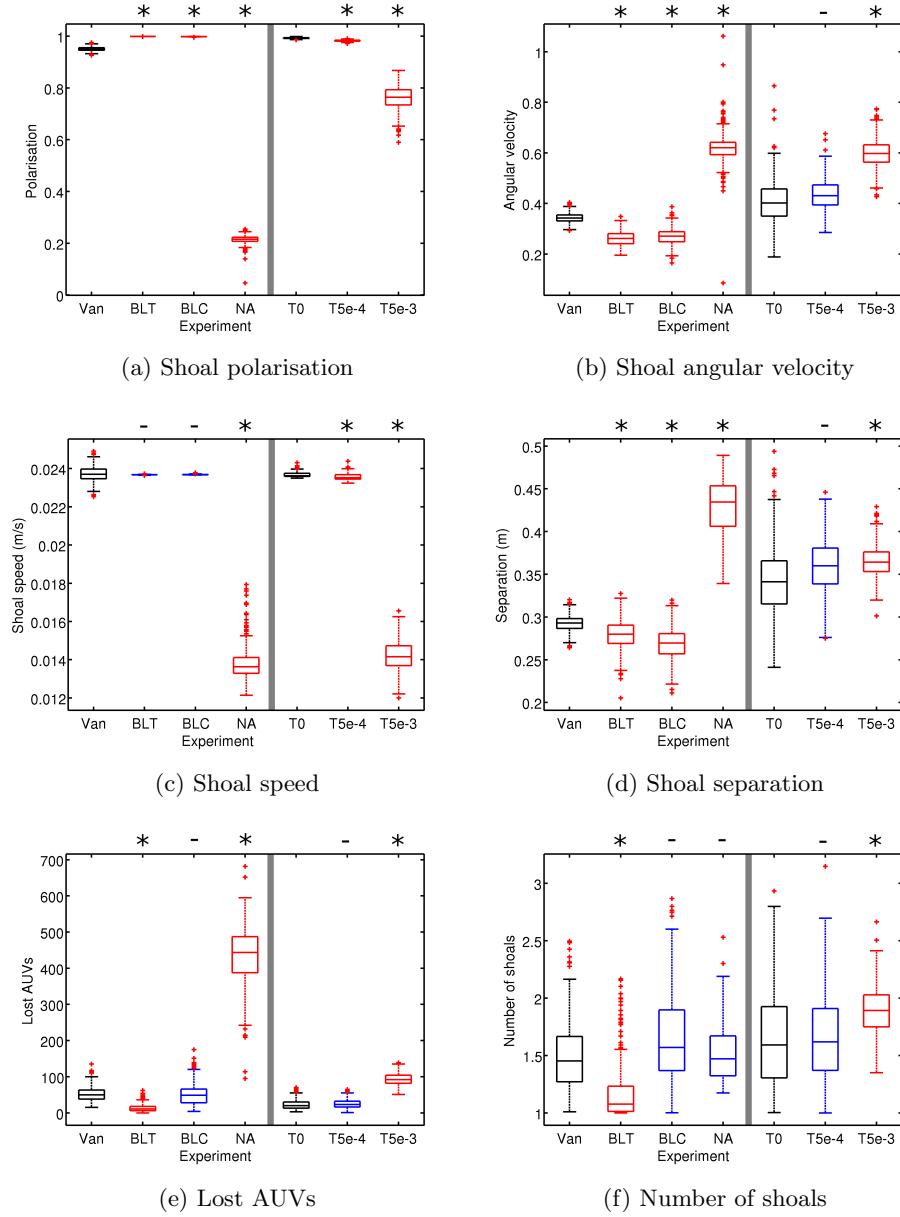 * * * * *
Polarisation
1
0.8
0.6
0.4
0.2
0
Van BLT BLC NA T0 T5e-4 T5e-3
Experiment
(a) Shoal polarisation
* * * - *
Angular velocity
1
0.8
0.6
0.4
0.2
Van BLT BLC NA T0 T5e-4 T5e-3
Experiment
(b) Shoal angular velocity
- - * * *
Shoal speed (m/s)
0.024
0.022
0.02
0.018
0.016
0.014
0.012
Van BLT BLC NA T0 T5e-4 T5e-3
Experiment
(c) Shoal speed
* * * - *
Separation (m)
0.5
0.45
0.4
0.35
0.3
0.25
0.2
Van BLT BLC NA T0 T5e-4 T5e-3
Experiment
(d) Shoal separation
* - * - *
Lost AUVs
700
600
500
400
300
200
100
0
Van BLT BLC NA T0 T5e-4 T5e-3
Experiment
(e) Lost AUVs
* - - - *
Number of shoals
3
2.5
2
1.5
1
Van BLT BLC NA T0 T5e-4 T5e-3
Experiment
(f) Number of shoals